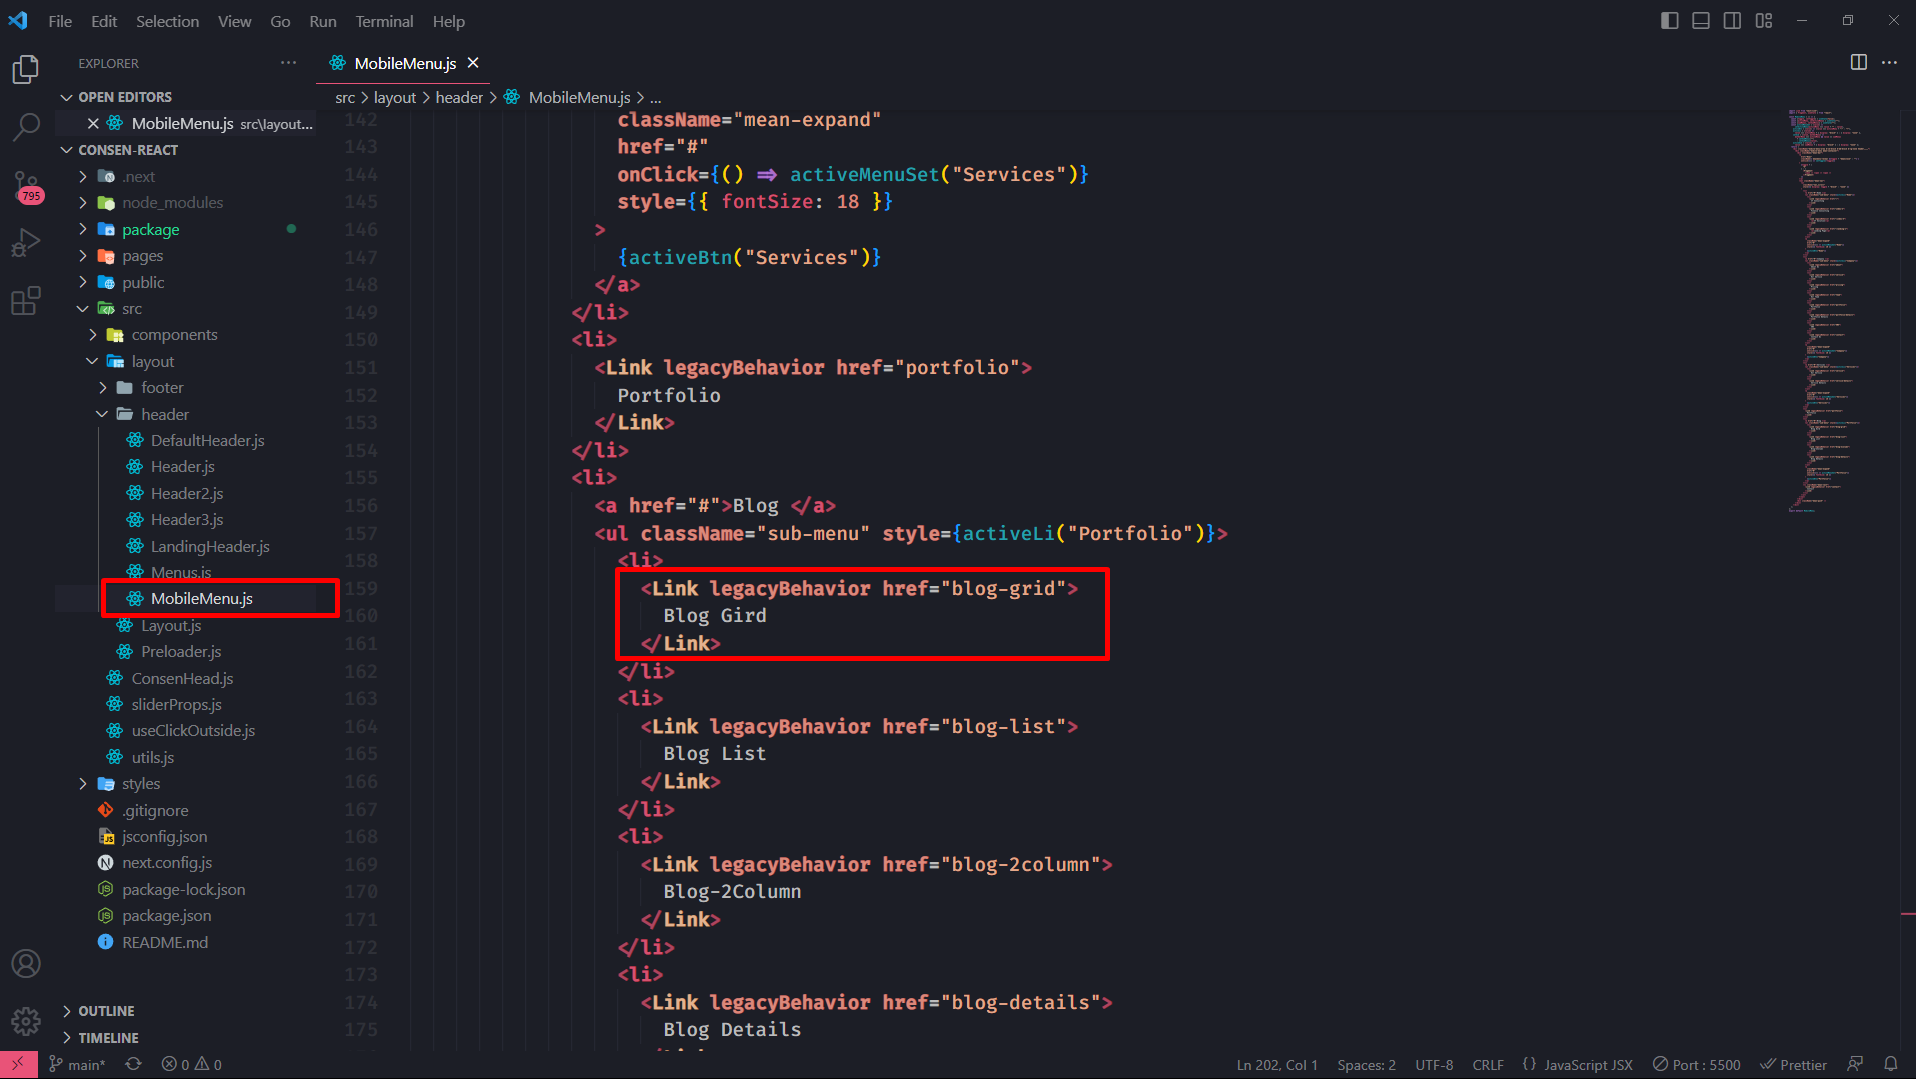 File Edit Selection View Go Run Terminal Help
EXPLORER
MobileMenu.js
OPEN EDITORS
MobileMenu.js src\layout...
src > layout > header > MobileMenu.js > ...
CONSEN-REACT
.next
node_modules
package
pages
public
src
components
layout
footer
header
DefaultHeader.js
Header.js
Header2.js
Header3.js
LandingHeader.js
Menus.js
MobileMenu.js
Layout.js
Preloader.js
ConsenHead.js
sliderProps.js
useClickOutside.js
utils.js
styles
.gitignore
jsconfig.json
next.config.js
package-lock.json
package.json
README.md
OUTLINE
TIMELINE
795
142 className="mean-expand"
143 href="#"
144 onClick={() => activeMenuSet("Services")}
145 style={{ fontSize: 18 }}
146 >
147 {activeBtn("Services")}
148 </a>
149 </li>
150 <li>
151 <Link legacyBehavior href="portfolio">
152 Portfolio
153 </Link>
154 </li>
155 <li>
156 <a href="#">Blog </a>
157 <ul className="sub-menu" style={activeLi("Portfolio")}>
158 <li>
159 <Link legacyBehavior href="blog-grid">
160 Blog Gird
161 </Link>
162 </li>
163 <li>
164 <Link legacyBehavior href="blog-list">
165 Blog List
166 </Link>
167 </li>
168 <li>
169 <Link legacyBehavior href="blog-2column">
170 Blog-2Column
171 </Link>
172 </li>
173 <li>
174 <Link legacyBehavior href="blog-details">
175 Blog Details
main* 0 0 Ln 202, Col 1 Spaces: 2 UTF-8 CRLF {} JavaScript JSX Port : 5500 Prettier